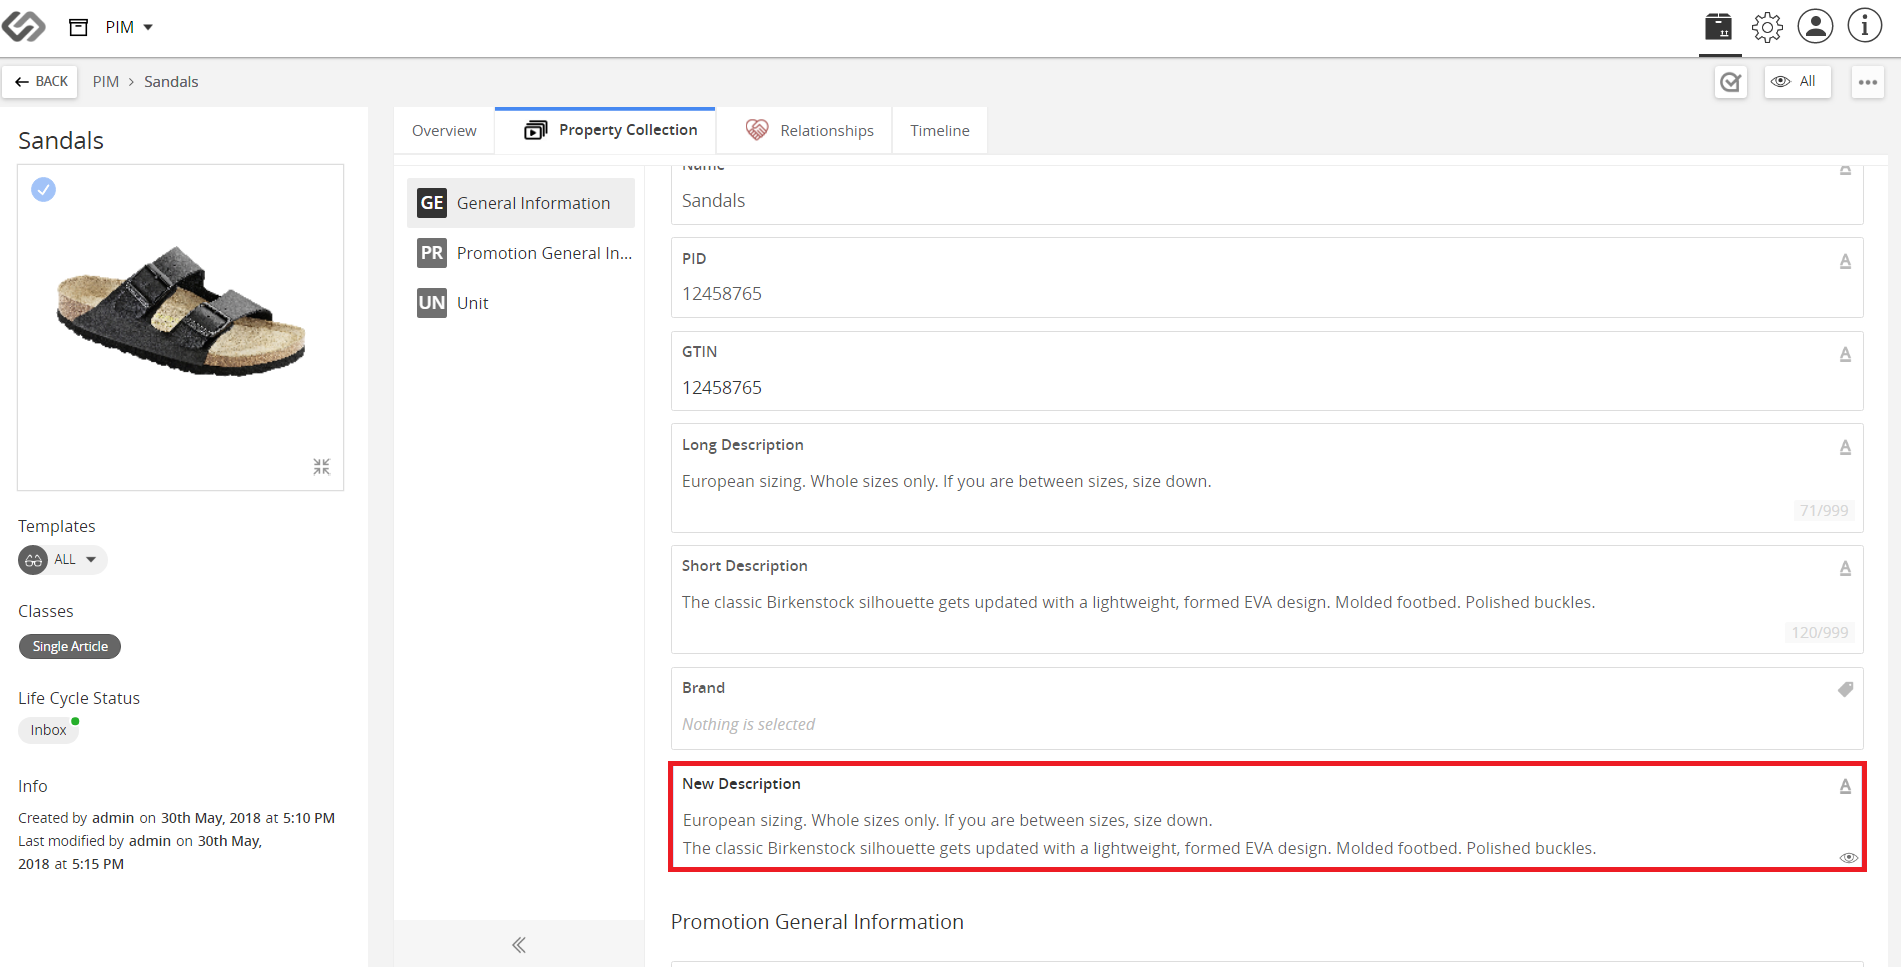 PIM
BACK
PIM > Sandals
All
Sandals
Templates
ALL
Classes
Single Article
Life Cycle Status
Inbox
Info
Created by admin on 30th May, 2018 at 5:10 PM
Last modified by admin on 30th May,
2018 at 5:15 PM
Overview
Property Collection
Relationships
Timeline
GE General Information
PR Promotion General In...
UN Unit
Name
A
Sandals
PID
A
12458765
GTIN
A
12458765
Long Description
A
European sizing. Whole sizes only. If you are between sizes, size down.
71/999
Short Description
A
The classic Birkenstock silhouette gets updated with a lightweight, formed EVA design. Molded footbed. Polished buckles.
120/999
Brand
Nothing is selected
New Description
A
European sizing. Whole sizes only. If you are between sizes, size down.
The classic Birkenstock silhouette gets updated with a lightweight, formed EVA design. Molded footbed. Polished buckles.
Promotion General Information